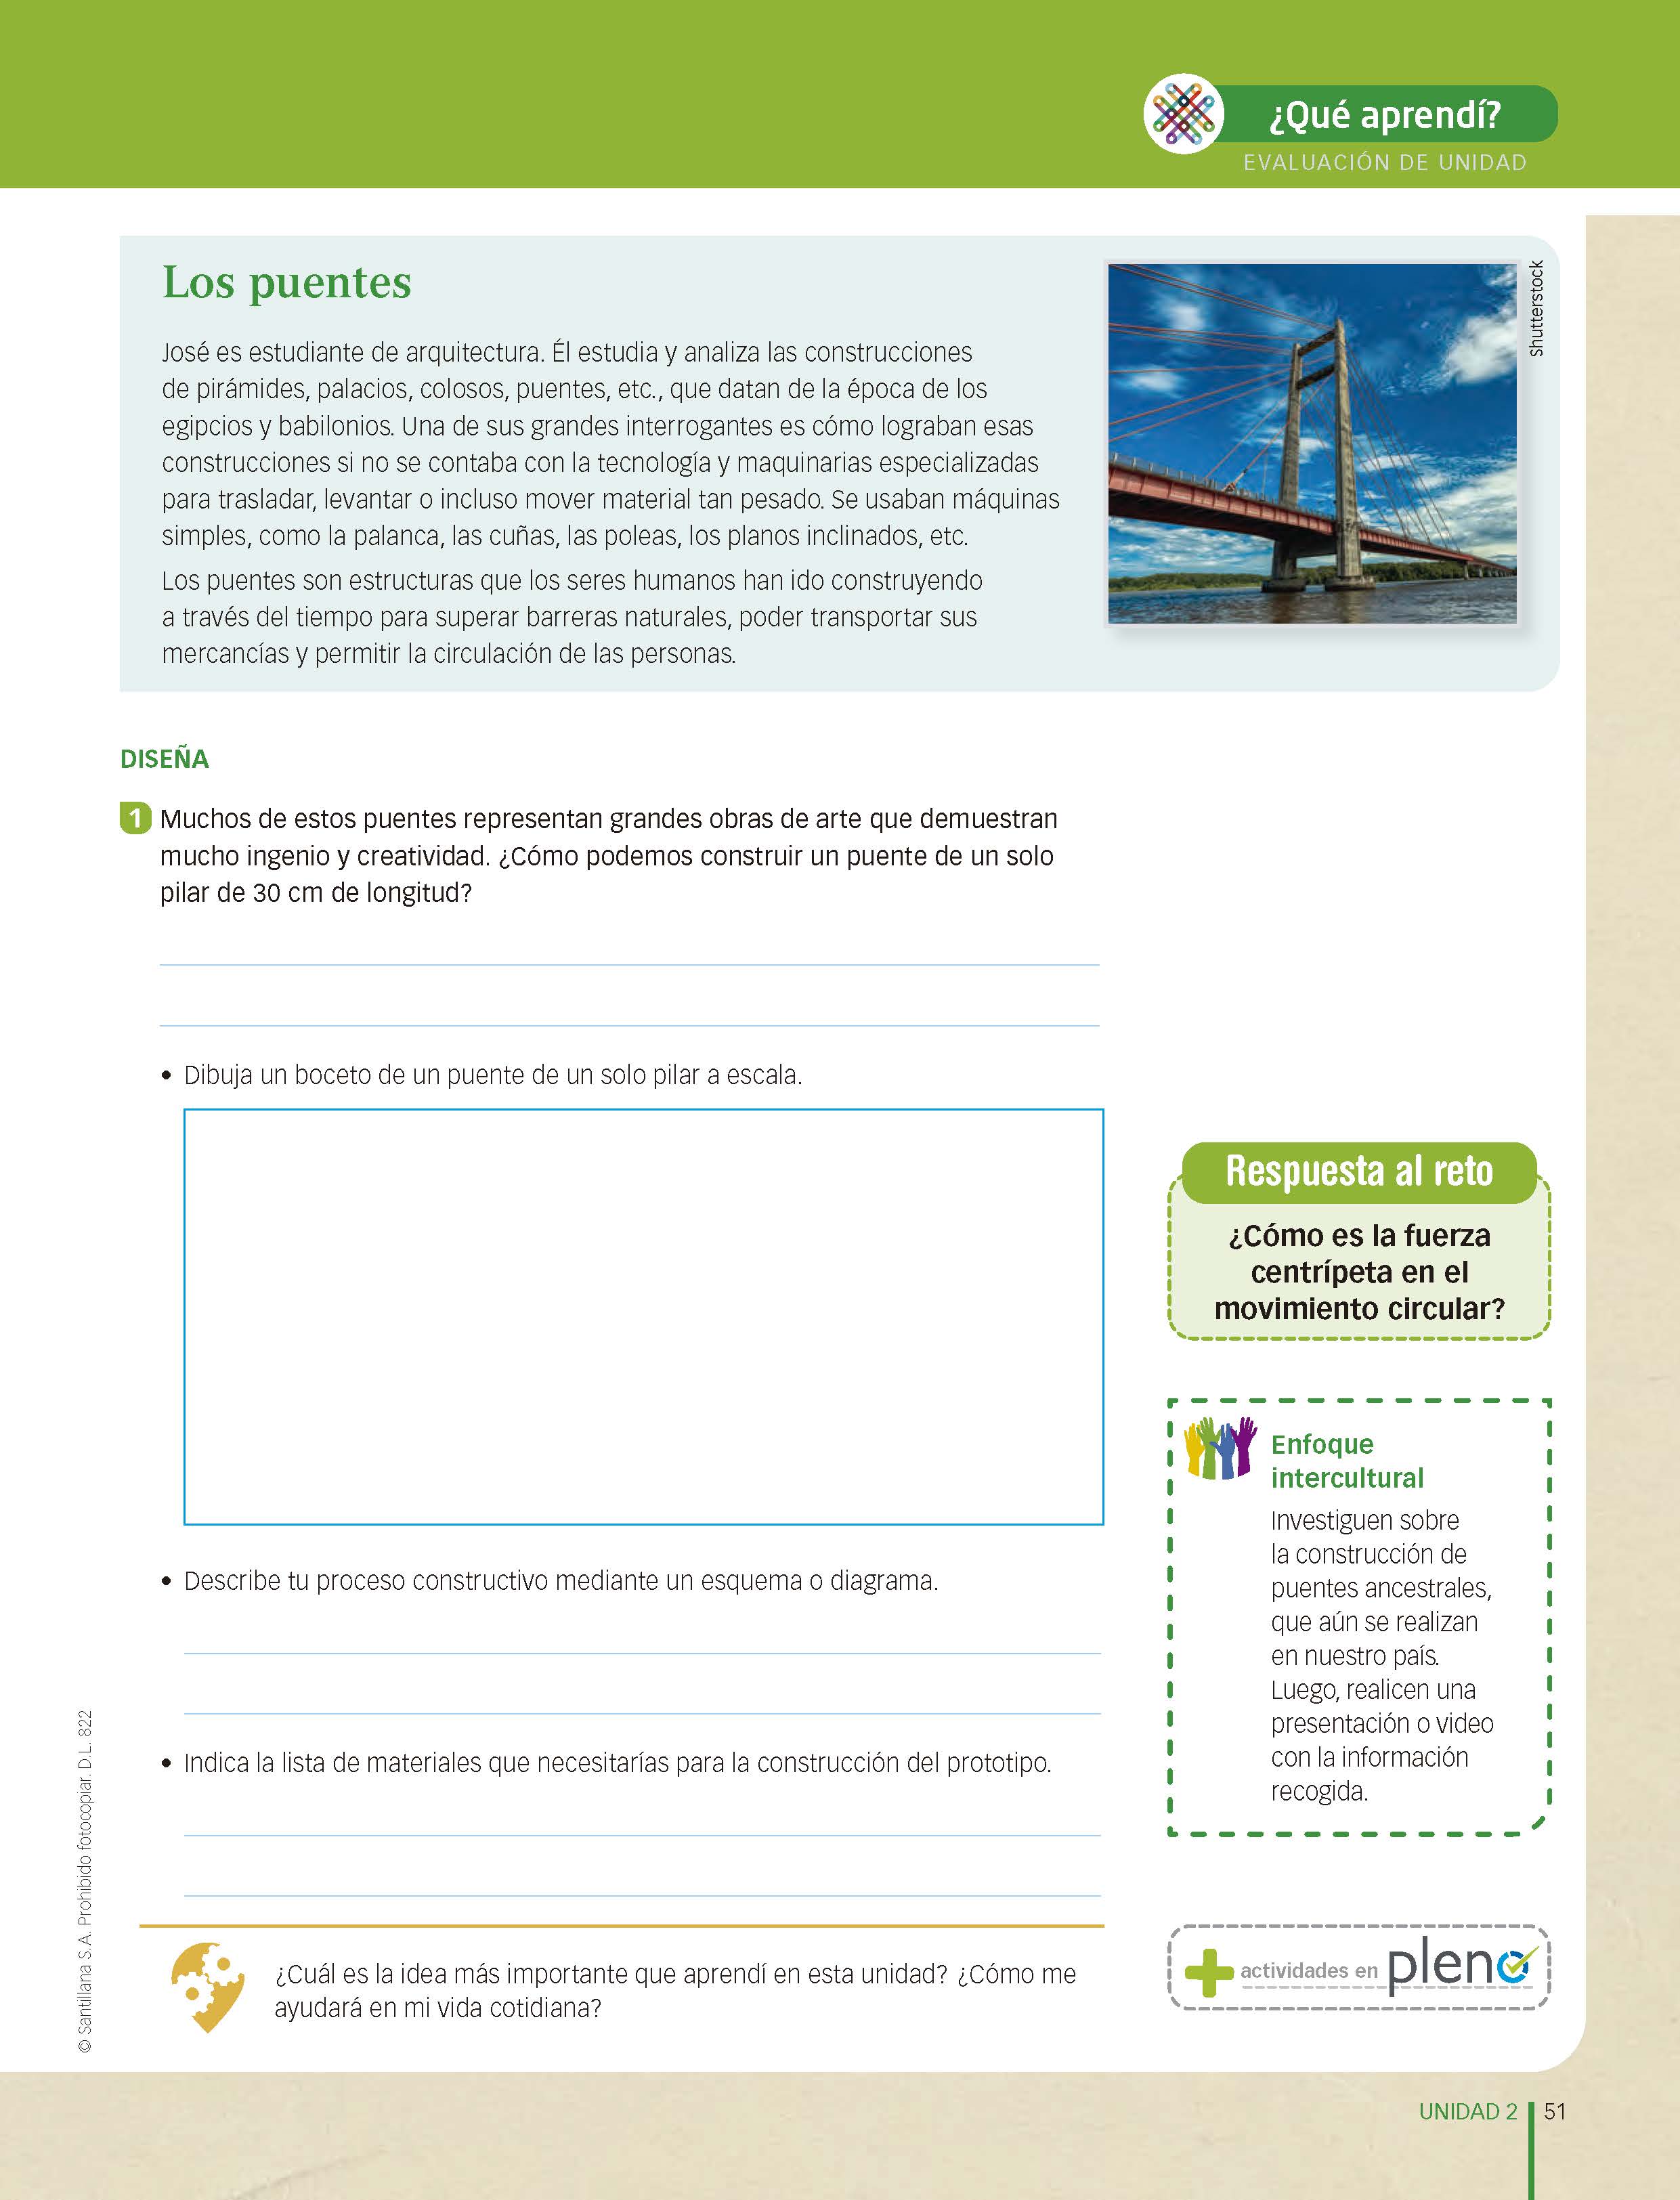 ¿Qué aprendí?
EVALUACIÓN DE UNIDAD
Los puentes
José es estudiante de arquitectura. Él estudia y analiza las construcciones
de pirámides, palacios, colosos, puentes, etc., que datan de la época de los
egipcios y babilonios. Una de sus grandes interrogantes es cómo lograban esas
construcciones si no se contaba con la tecnología y maquinarias especializadas
para trasladar, levantar o incluso mover material tan pesado. Se usaban máquinas
simples, como la palanca, las cuñas, las poleas, los planos inclinados, etc.
Los puentes son estructuras que los seres humanos han ido construyendo
a través del tiempo para superar barreras naturales, poder transportar sus
mercancías y permitir la circulación de las personas.
Shutterstock
DISEÑA
1 Muchos de estos puentes representan grandes obras de arte que demuestran
mucho ingenio y creatividad. ¿Cómo podemos construir un puente de un solo
pilar de 30 cm de longitud?
• Dibuja un boceto de un puente de un solo pilar a escala.
• Describe tu proceso constructivo mediante un esquema o diagrama.
• Indica la lista de materiales que necesitarías para la construcción del prototipo.
¿Cuál es la idea más importante que aprendí en esta unidad? ¿Cómo me
ayudará en mi vida cotidiana?
Respuesta al reto
¿Cómo es la fuerza
centrípeta en el
movimiento circular?
Enfoque
intercultural
Investiguen sobre
la construcción de
puentes ancestrales,
que aún se realizan
en nuestro país.
Luego, realicen una
presentación o video
con la información
recogida.
actividades en pleno
© Santillana S.A. Prohibido fotocopiar. D.L. 822
UNIDAD 2 51